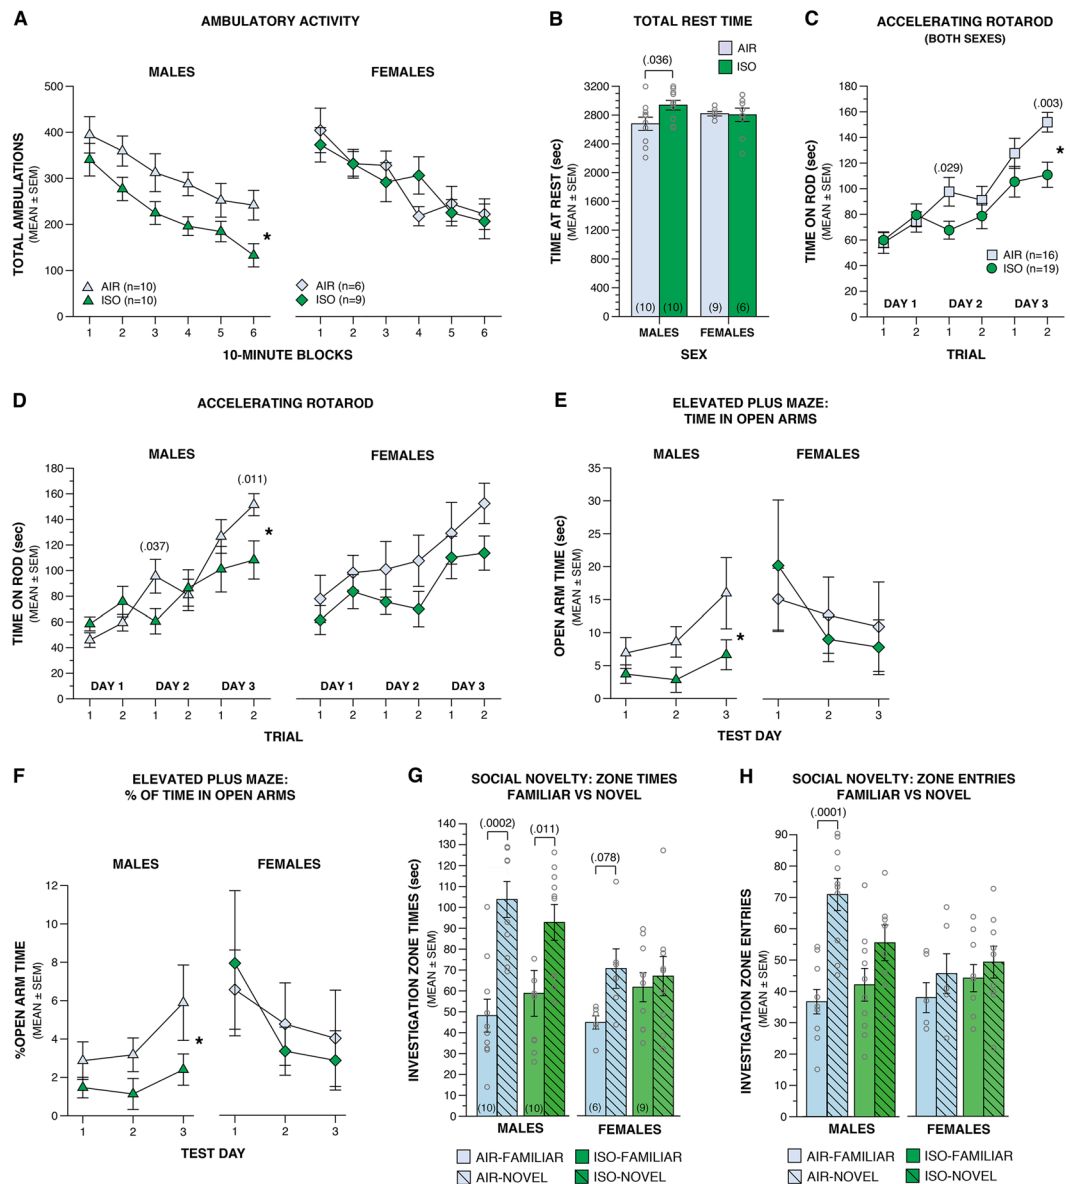 A
AMBULATORY ACTIVITY
MALES
FEMALES
TOTAL AMBULATIONS
(MEAN ± SEM)
500
400
300
200
100
0
*
AIR (n=10)
ISO (n=10)
AIR (n=6)
ISO (n=9)
1 2 3 4 5 6
1 2 3 4 5 6
10-MINUTE BLOCKS
B
TOTAL REST TIME
AIR
ISO
(.036)
TIME AT REST (sec)
(MEAN ± SEM)
3200
2800
2400
2000
1600
1200
800
400
0
(10) (10) (9) (6)
MALES FEMALES
SEX
C
ACCELERATING ROTAROD
(BOTH SEXES)
TIME ON ROD (sec)
(MEAN ± SEM)
180
160
140
120
100
80
60
40
20
0
(.029)
(.003)
*
AIR (n=16)
ISO (n=19)
DAY 1 DAY 2 DAY 3
1 2 1 2 1 2
TRIAL
D
ACCELERATING ROTAROD
MALES
FEMALES
TIME ON ROD (sec)
(MEAN ± SEM)
180
160
140
120
100
80
60
40
20
0
(.037)
(.011)
*
DAY 1 DAY 2 DAY 3
DAY 1 DAY 2 DAY 3
1 2 1 2 1 2
1 2 1 2 1 2
TRIAL
E
ELEVATED PLUS MAZE:
TIME IN OPEN ARMS
MALES
FEMALES
OPEN ARM TIME (sec)
(MEAN ± SEM)
35
30
25
20
15
10
5
0
*
1 2 3
1 2 3
TEST DAY
F
ELEVATED PLUS MAZE:
% OF TIME IN OPEN ARMS
MALES
FEMALES
%OPEN ARM TIME
(MEAN ± SEM)
12
10
8
6
4
2
0
*
1 2 3
1 2 3
TEST DAY
G
SOCIAL NOVELTY: ZONE TIMES
FAMILIAR VS NOVEL
INVESTIGATION ZONE TIMES (sec)
(MEAN ± SEM)
140
130
120
110
100
90
80
70
60
50
40
30
20
10
0
(.0002)
(.011)
(.078)
(10) (10) (6) (9)
MALES FEMALES
AIR-FAMILIAR ISO-FAMILIAR
AIR-NOVEL ISO-NOVEL
H
SOCIAL NOVELTY: ZONE ENTRIES
FAMILIAR VS NOVEL
INVESTIGATION ZONE ENTRIES
(MEAN ± SEM)
90
80
70
60
50
40
30
20
10
0
(.0001)
MALES FEMALES
AIR-FAMILIAR ISO-FAMILIAR
AIR-NOVEL ISO-NOVEL